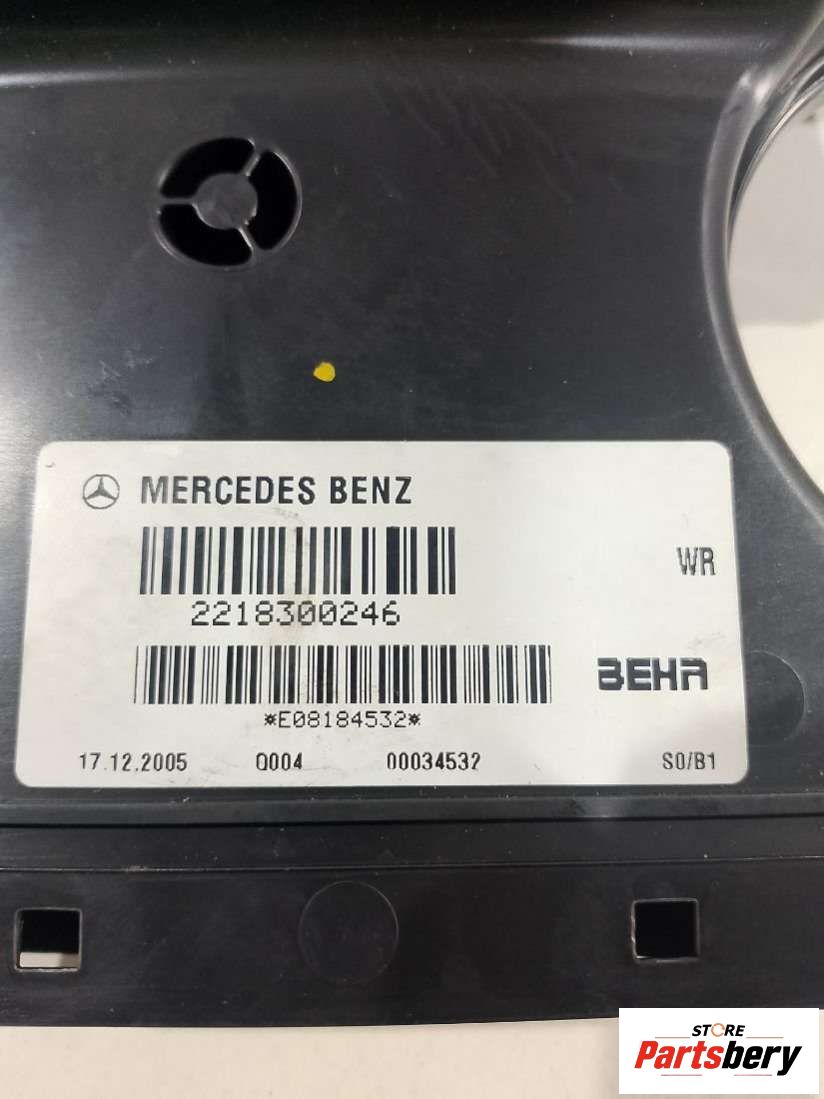 MERCEDES BENZ
WR
2218300246
BEHR
*E08184532*
17.12.2005 Q004 00034532 S0/B1
STORE
Partsbery